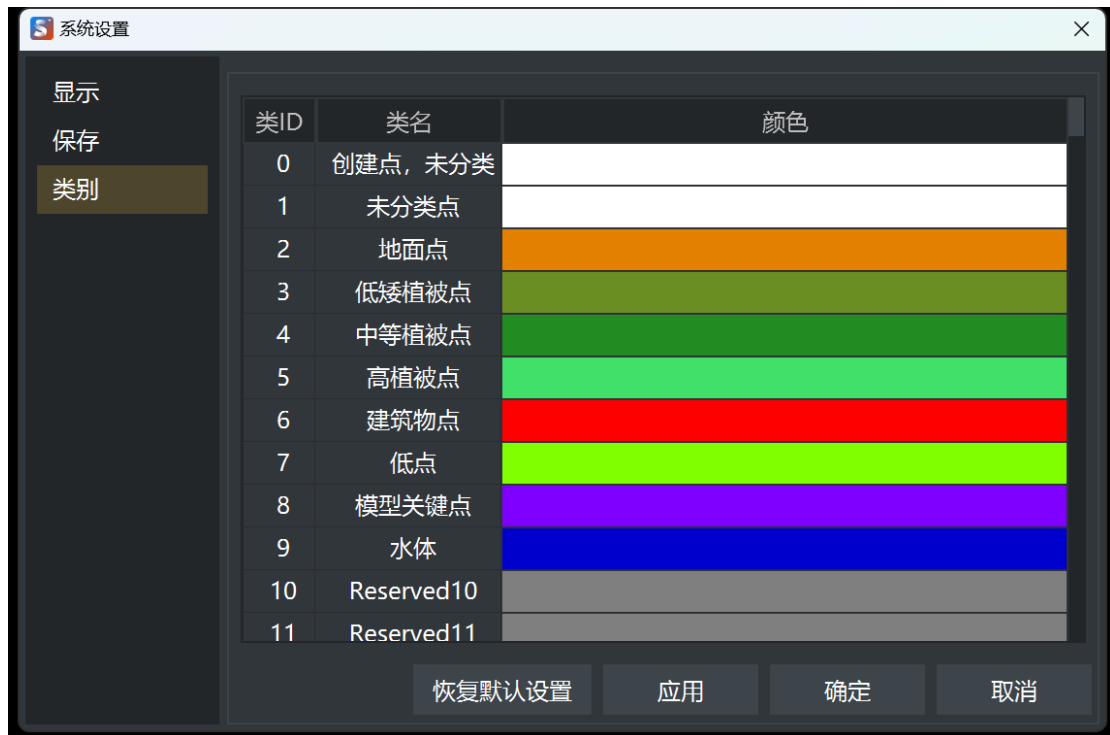 系统设置
显示
保存
类别
类ID 类名 颜色
0 创建点，未分类
1 未分类点
2 地面点
3 低矮植被点
4 中等植被点
5 高植被点
6 建筑物点
7 低点
8 模型关键点
9 水体
10 Reserved10
11 Reserved11
恢复默认设置 应用 确定 取消